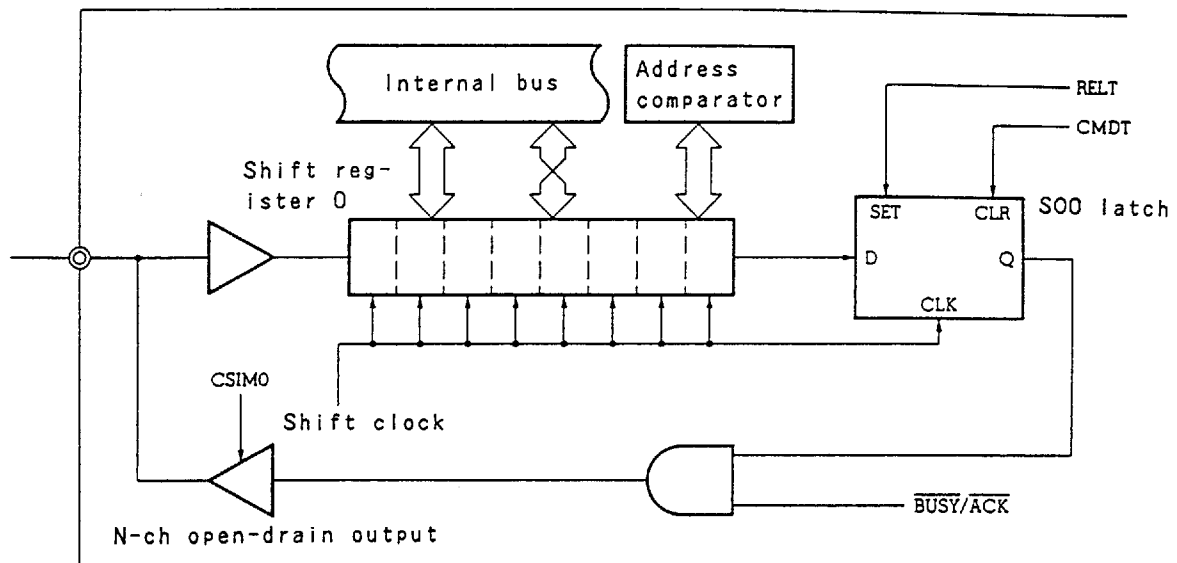 Internal bus
Address
comparator
RELT
CMDT
Shift reg-
ister 0
SET
CLR
SO0 latch
D
Q
CLK
CSIM0
Shift clock
BUSY/ACK
N-ch open-drain output